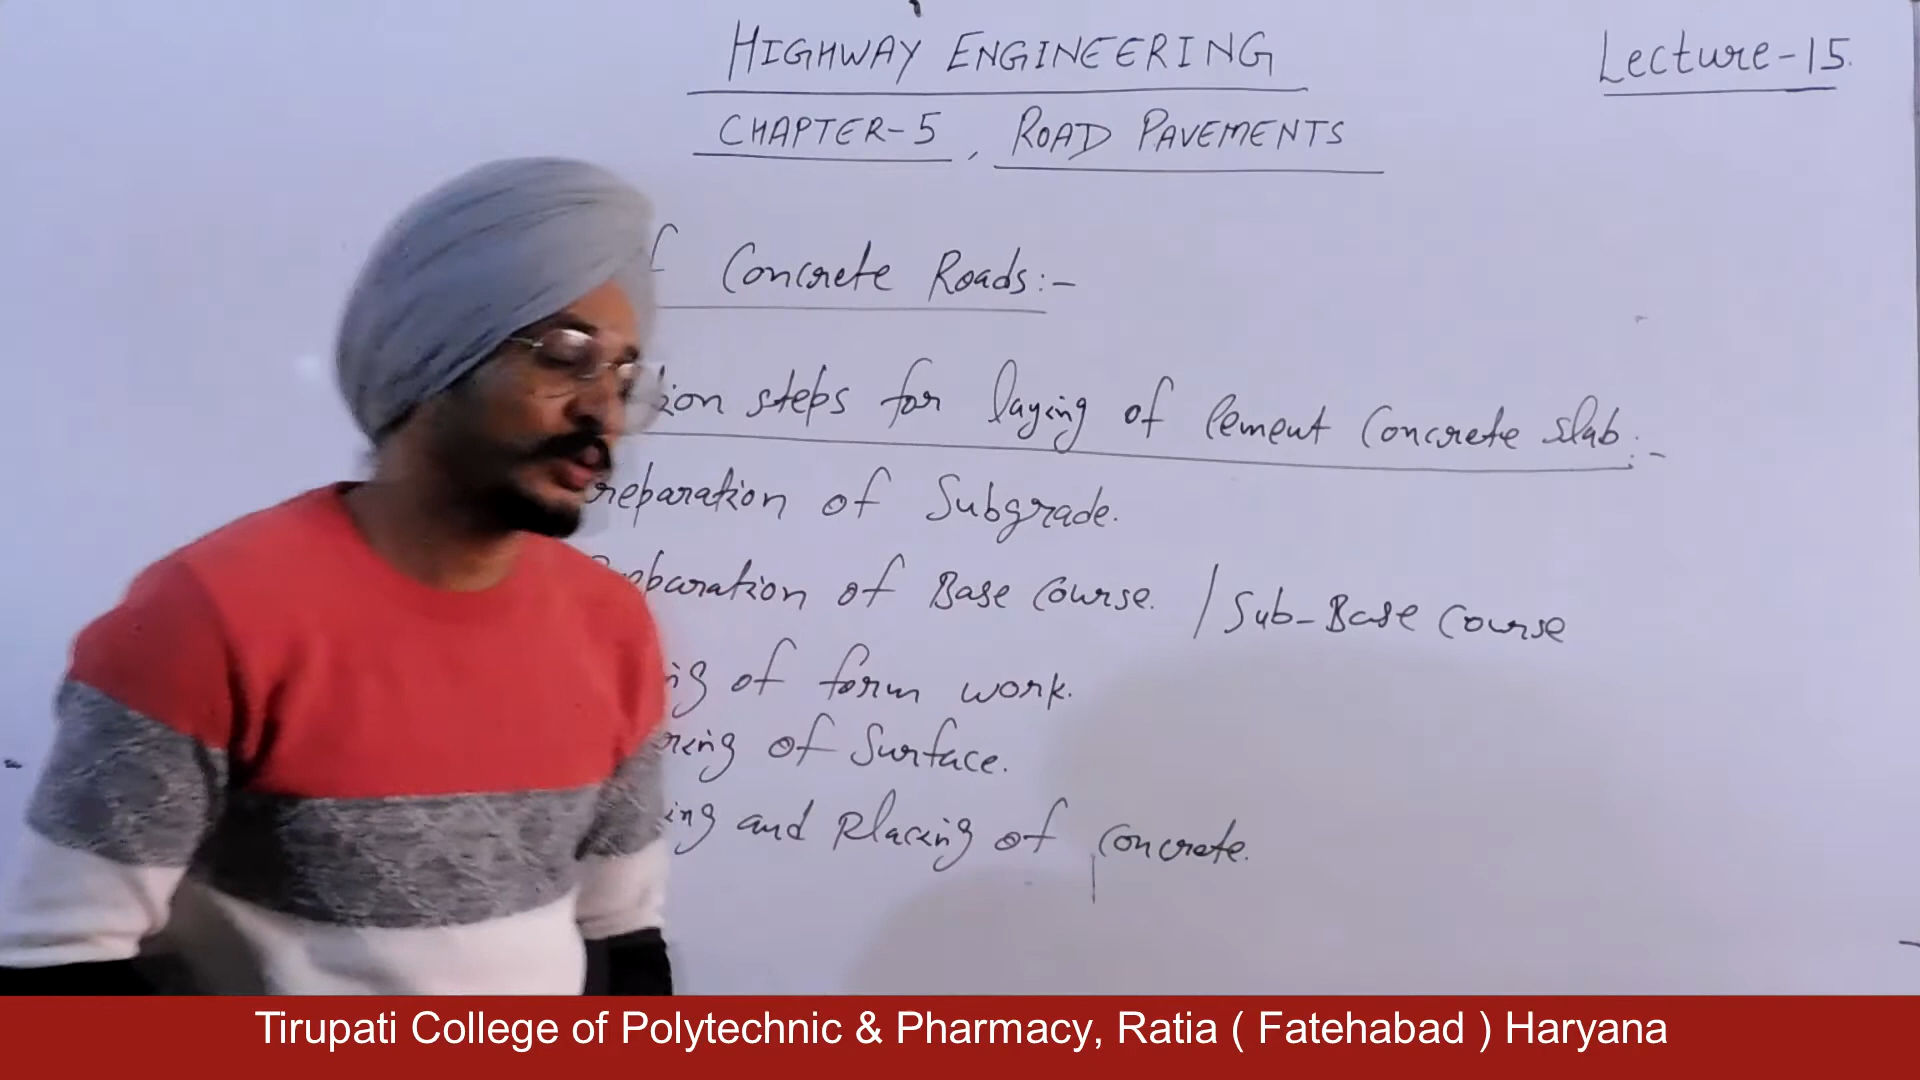 HIGHWAY ENGINEERING
Lecture-15.
CHAPTER-5, ROAD PAVEMENTS
Concrete Roads:-
steps for laying of Cement Concrete slab:-
of Subgrade.
of Base Course. / Sub-Base Course
of form work.
of Surface.
and Placing of Concrete.
Tirupati College of Polytechnic & Pharmacy, Ratia ( Fatehabad ) Haryana